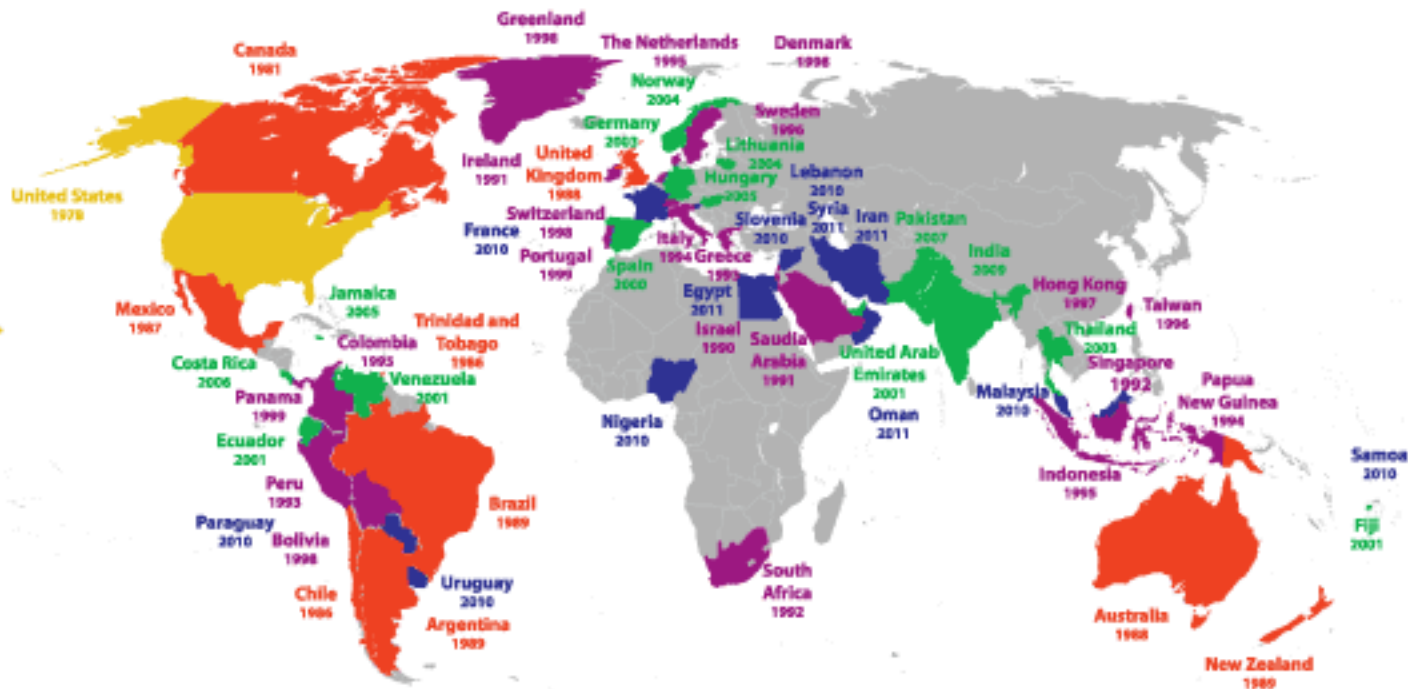 Greenland
1998
Canada
1981
The Netherlands
1995
Denmark
1998
Norway
2004
Sweden
1996
Germany
2003
Lithuania
2004
Ireland
1991
United
Kingdom
1988
Hungary
2005
Lebanon
2010
United States
1978
Switzerland
1998
France
2010
Slovenia
2010
Syria
2011
Iran
2011
Pakistan
2007
Portugal
1999
Italy
1994
Greece
Spain
2000
India
2009
Egypt
2011
Hong Kong
1997
Taiwan
1996
Jamaica
2005
Mexico
1987
Trinidad and
Tobago
1986
Colombia
1995
Israel
1990
Saudia
Arabia
1991
Thailand
2003
United Arab
Emirates
2001
Singapore
1992
Costa Rica
2006
Venezuela
2001
Panama
1999
Malaysia
2010
Papua
New Guinea
1994
Nigeria
2010
Oman
2011
Ecuador
2001
Indonesia
1995
Samoa
2010
Peru
1993
Brazil
1989
Paraguay
2010
Bolivia
1998
Fiji
2001
South
Africa
1992
Uruguay
2010
Chile
1986
Argentina
1989
Australia
1988
New Zealand
1989